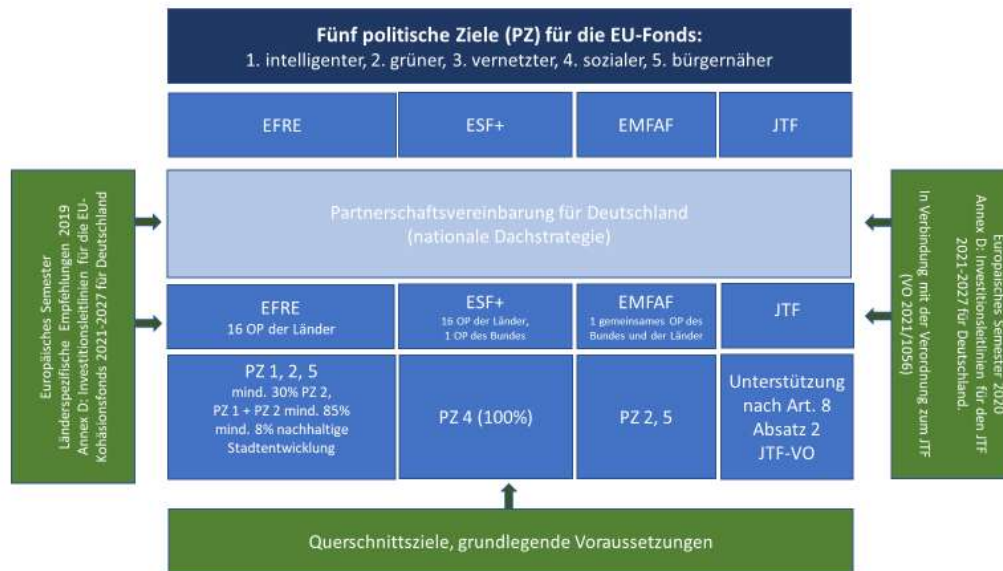 Fünf politische Ziele (PZ) für die EU-Fonds:
1. intelligenter, 2. grüner, 3. vernetzter, 4. sozialer, 5. bürgernäher
EFRE
ESF+
EMFAF
JTF
Europäisches Semester
Länderspezifische Empfehlungen 2019
Annex D: Investitionsleitlinien für die EU-
Kohäsionsfonds 2021-2027 für Deutschland
Partnerschaftsvereinbarung für Deutschland
(nationale Dachstrategie)
Europäisches Semester 2020
Annex D: Investitionsleitlinien für den JTF
2021-2027 für Deutschland.
In Verbindung mit der Verordnung zum JTF
(VO 2021/1056)
EFRE
16 OP der Länder
ESF+
16 OP der Länder,
1 OP des Bundes
EMFAF
1 gemeinsames OP des
Bundes und der Länder
JTF
PZ 1, 2, 5
mind. 30% PZ 2,
PZ 1 + PZ 2 mind. 85%
mind. 8% nachhaltige
Stadtentwicklung
PZ 4 (100%)
PZ 2, 5
Unterstützung
nach Art. 8
Absatz 2
JTF-VO
Querschnittsziele, grundlegende Voraussetzungen